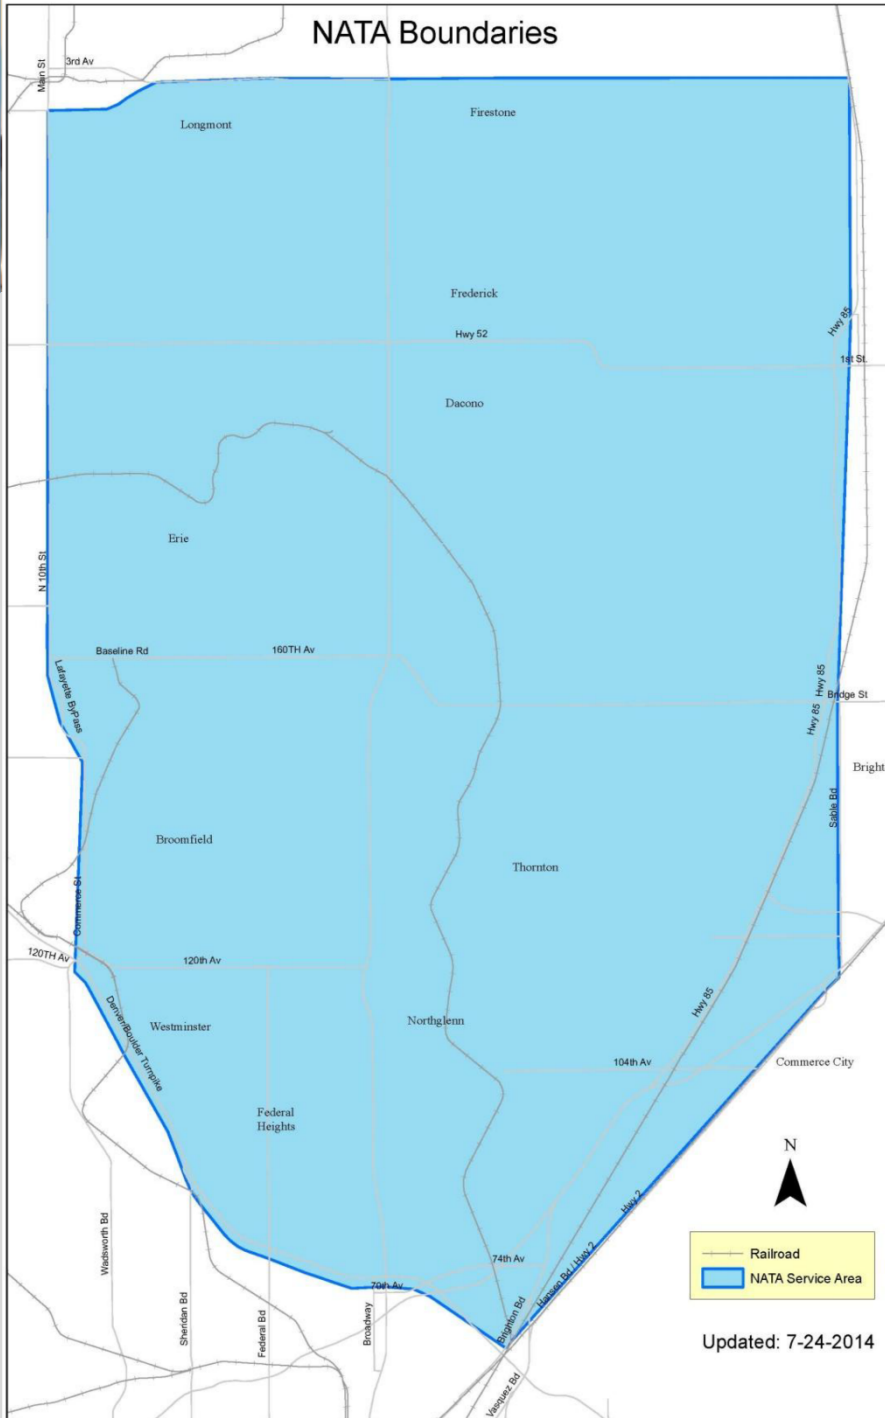 NATA Boundaries
3rd Av
Main St
Longmont
Firestone
Frederick
Hwy 85
Hwy 52
1st St.
Dacono
Erie
N 10th St
Baseline Rd
160TH Av
Lafayette ByPass
Hwy 85
Bridge St
Hwy 85
Bright
Sable Bd
Broomfield
Thornton
Commerce St
120TH Av
120th Av
Hwy 85
Denver/Boulder Turnpike
Westminster
Northglenn
104th Av
Commerce City
Federal
Heights
N
Hwy 2
Wadsworth Bd
74th Av
Hansen Bd / Hwy 2
Railroad
NATA Service Area
70th Av
Sheridan Bd
Federal Bd
Broadway
Brighton Bd
Updated: 7-24-2014
Vasquez Bd